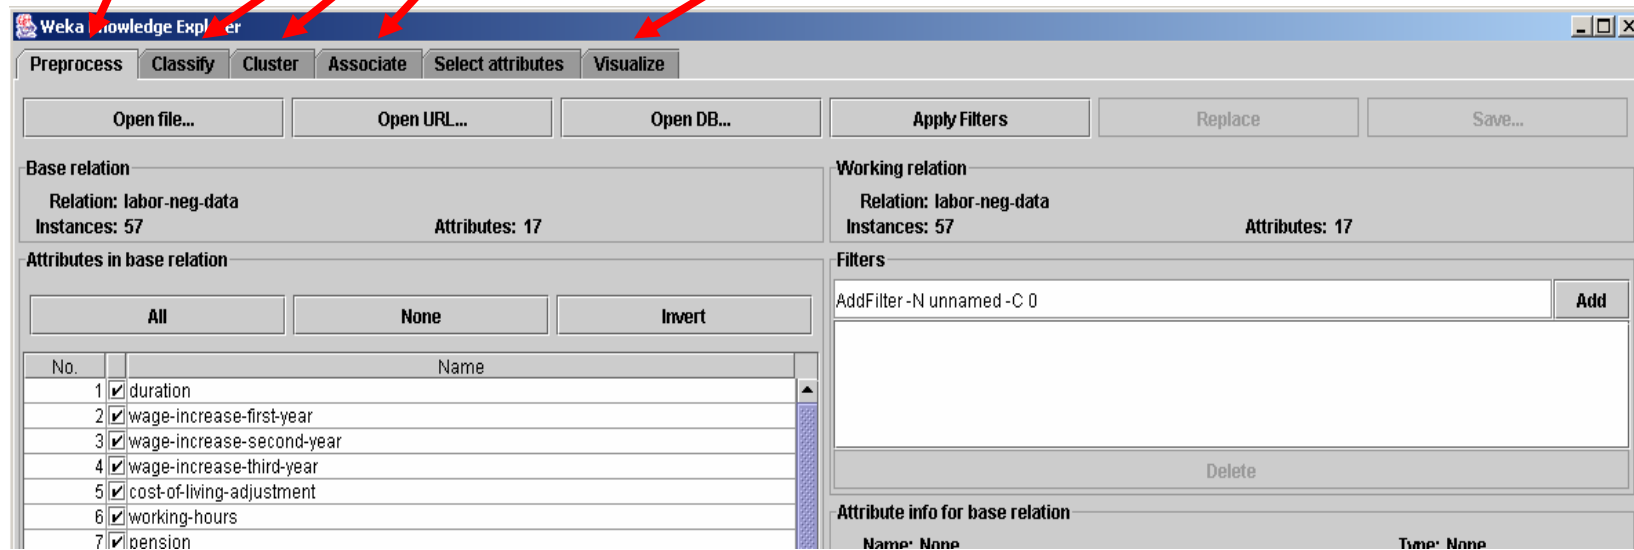 Weka Knowledge Explorer
Preprocess Classify Cluster Associate Select attributes Visualize
Open file... Open URL... Open DB... Apply Filters Replace Save...
Base relation
Relation: labor-neg-data
Instances: 57 Attributes: 17
Working relation
Relation: labor-neg-data
Instances: 57 Attributes: 17
Attributes in base relation
All None Invert
No. Name
1 duration
2 wage-increase-first-year
3 wage-increase-second-year
4 wage-increase-third-year
5 cost-of-living-adjustment
6 working-hours
7 pension
Filters
AddFilter -N unnamed -C 0 Add
Delete
Attribute info for base relation
Name: None Type: None